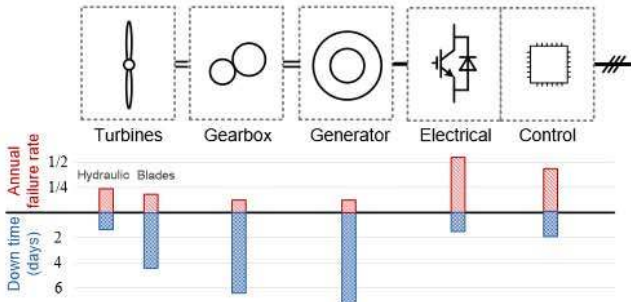 Turbines Gearbox Generator Electrical Control
Annual failure rate
1/2
1/4
Hydraulic Blades
Down time (days)
2
4
6